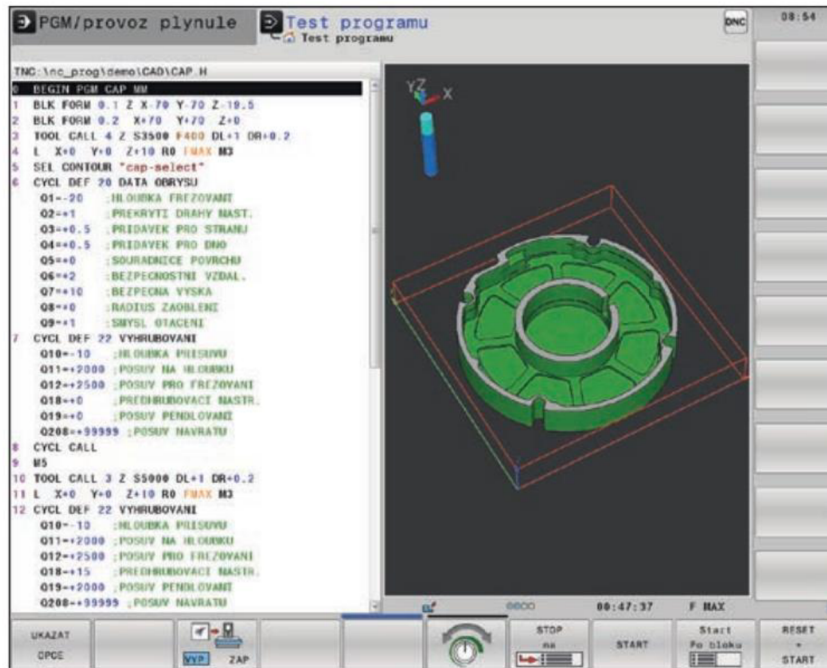 PGM/provoz plynule
Test programu
Test programu
DNC
08:54
TNC:\nc_prog\demo\CAD\CAP.H
0 BEGIN PGM CAP MM
1 BLK FORM 0.1 Z X-70 Y-70 Z-19.5
2 BLK FORM 0.2 X+70 Y+70 Z+0
3 TOOL CALL 4 Z S3500 F400 DL+1 DR+0.2
4 L X+0 Y+0 Z+10 R0 FMAX M3
5 SEL CONTOUR "cap-select"
6 CYCL DEF 20 DATA OBRYSU
Q1=-20 ;HLOUBKA FREZOVANI
Q2=+1 ;PREKRYTI DRAHY NAST.
Q3=+0.5 ;PRIDAVEK PRO STRANU
Q4=+0.5 ;PRIDAVEK PRO DNO
Q5=+0 ;SOURADNICE POVRCHU
Q6=+2 ;BEZPECNOSTNI VZDAL.
Q7=+10 ;BEZPECNA VYSKA
Q8=+0 ;RADIUS ZAOBLENI
Q9=+1 ;SMYSL OTACENI
7 CYCL DEF 22 VYHRUBOVANI
Q10=-10 ;HLOUBKA PRISUVU
Q11=+2000 ;POSUV NA HLOUBKU
Q12=+2500 ;POSUV PRO FREZOVANI
Q18=+0 ;PREDHRUBOVACI NASTR.
Q19=+0 ;POSUV PENDLOVANI
Q208=+99999 ;POSUV NAVRATU
8 CYCL CALL
9 M5
10 TOOL CALL 3 Z S5000 DL+1 DR+0.2
11 L X+0 Y+0 Z+10 R0 FMAX M3
12 CYCL DEF 22 VYHRUBOVANI
Q10=-10 ;HLOUBKA PRISUVU
Q11=+2000 ;POSUV NA HLOUBKU
Q12=+2500 ;POSUV PRO FREZOVANI
Q18=+15 ;PREDHRUBOVACI NASTR.
Q19=+2000 ;POSUV PENDLOVANI
Q208=+99999 ;POSUV NAVRATU
YZ X
00:47:37 F MAX
UKAZAT OPCE
VYP ZAP
STOP na
START
Start Po bloku
RESET + START